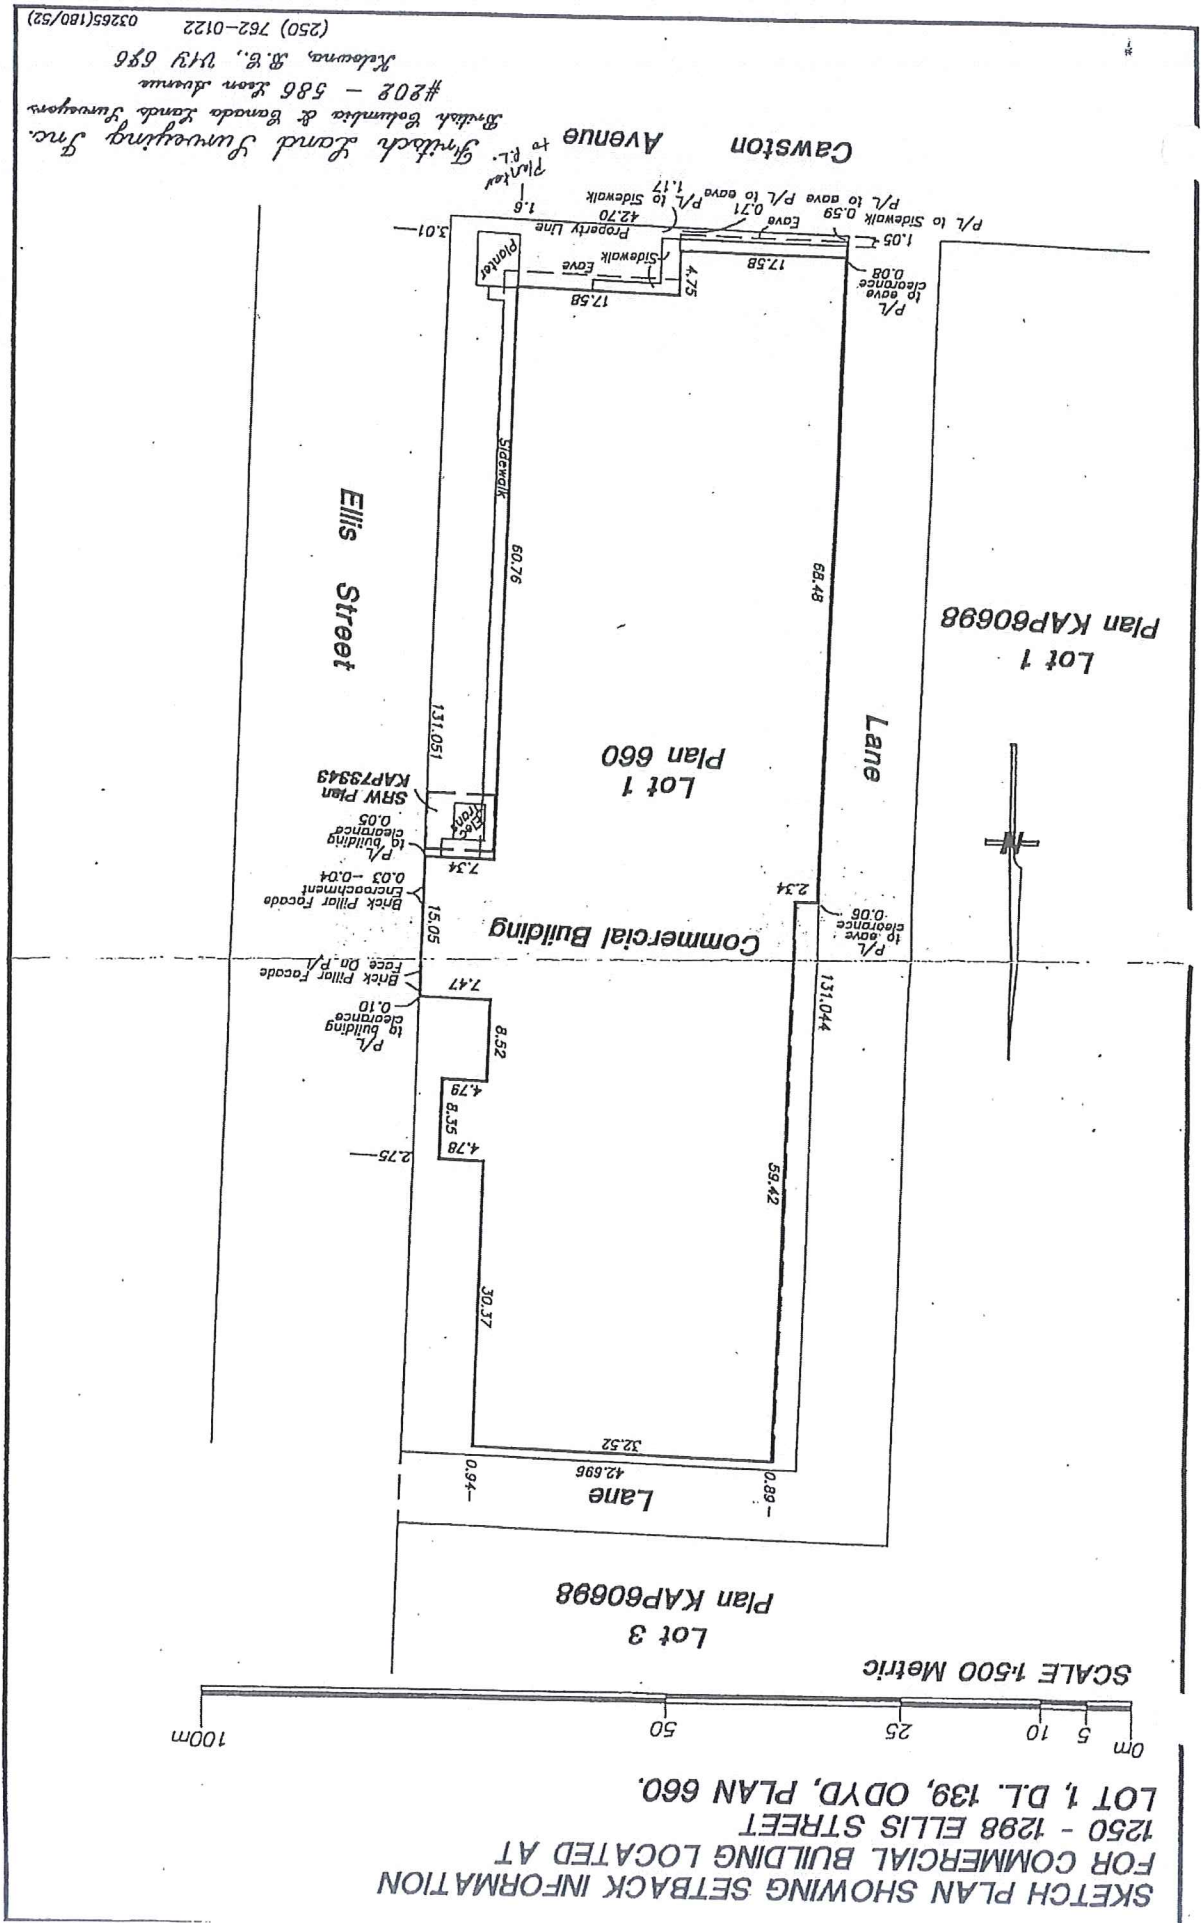 SKETCH PLAN SHOWING SETBACK INFORMATION
FOR COMMERCIAL BUILDING LOCATED AT
1250 - 1298 ELLIS STREET
LOT 1, D.L. 139, ODYD, PLAN 660.
0m 5 10 25 50 100m
SCALE 1:500 Metric
Lot 3
Plan KAP60698
Lane
0.89
0.94
42.696
32.52
59.42
30.37
2.75
4.78
8.35
4.79
8.52
7.47
P/L
to building
clearance
0.10
Brick Pillar Facade
Face On P/L
131.044
P/L
to eave
clearance
0.06
2.34
Commercial Building
15.05
Brick Pillar Facade
Encroachment
0.03 - 0.04
P/L
to building
clearance
0.05
7.34
Elec
Trans
SRW Plan
KAP73343
131.051
Lot 1
Plan 660
Lane
Lot 1
Plan KAP60698
N
68.48
60.76
Ellis Street
Sidewalk
P/L
to eave
clearance
0.08
17.58
4.75
17.58
Sidewalk
Eave
Planter
3.01
1.05
P/L to Sidewalk
0.59
P/L to eave
Eave
0.71
P/L to eave
1.17
P/L to Sidewalk
Property Line
42.70
1.6
Planter
to P.L.
Cawston Avenue
Fritsch Land Surveying Inc.
British Columbia & Canada Lands Surveyors
#202 - 586 Leon Avenue
Kelowna, B.C., V1Y 6J6
(250) 762-0122
03265(180/52)